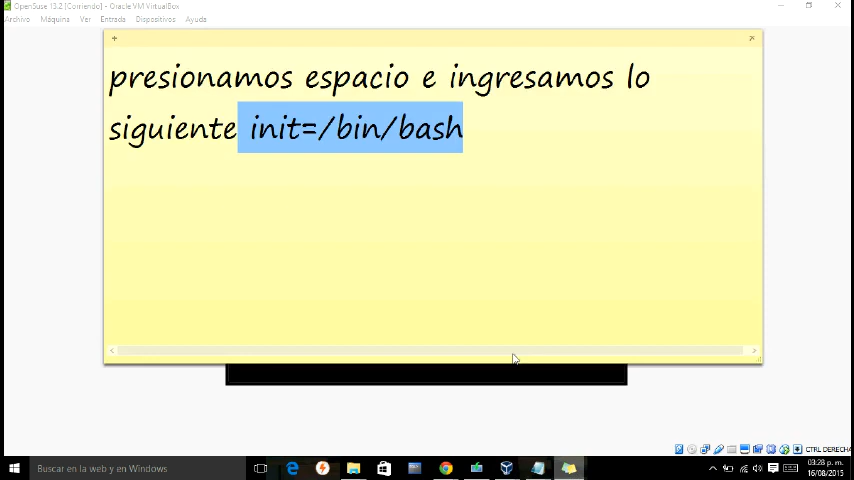 OpenSuse 13.2 [Corriendo] - Oracle VM VirtualBox
Archivo Máquina Ver Entrada Dispositivos Ayuda
presionamos espacio e ingresamos lo
siguiente init=/bin/bash
CTRL DERECHA
Buscar en la web y en Windows
03:28 p. m.
16/08/2015